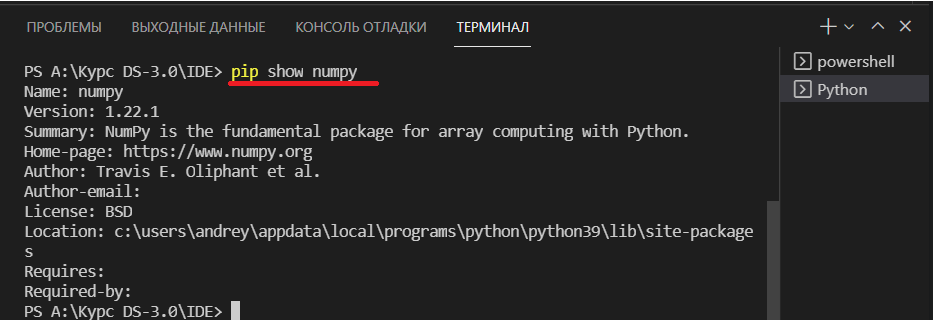 ПРОБЛЕМЫ ВЫХОДНЫЕ ДАННЫЕ КОНСОЛЬ ОТЛАДКИ ТЕРМИНАЛ
PS A:\Курс DS-3.0\IDE> pip show numpy
Name: numpy
Version: 1.22.1
Summary: NumPy is the fundamental package for array computing with Python.
Home-page: https://www.numpy.org
Author: Travis E. Oliphant et al.
Author-email:
License: BSD
Location: c:\users\andrey\appdata\local\programs\python\python39\lib\site-package
s
Requires:
Required-by:
PS A:\Курс DS-3.0\IDE>
powershell
Python